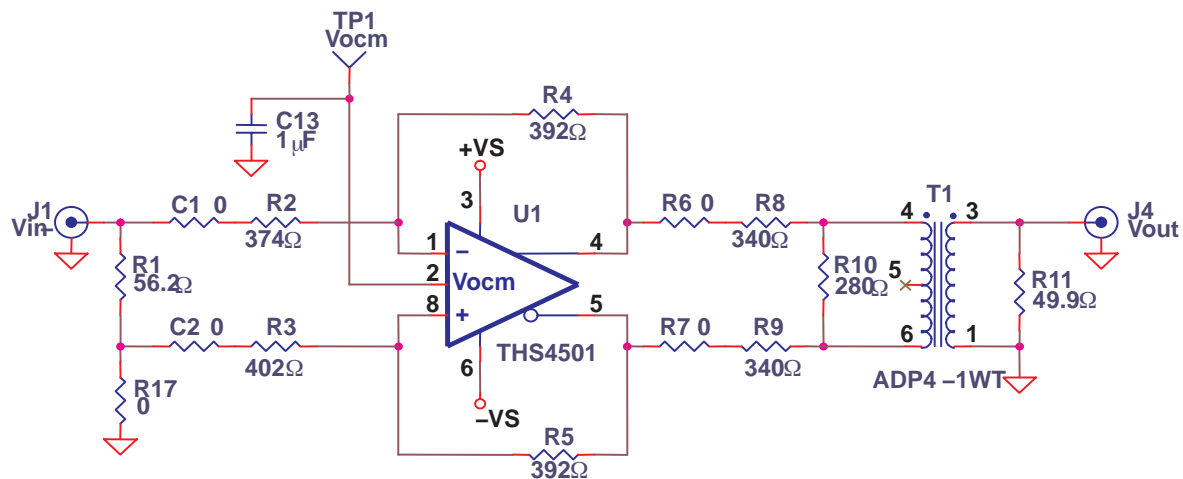 TP1
Vocm
C13
1 µF
R4
392Ω
+VS
3
U1
J1
Vin–
C1 0
R2
374Ω
1
–
2
Vocm
8
+
4
5
THS4501
6
–VS
R1
56.2Ω
C2 0
R3
402Ω
R17
0
R5
392Ω
R6 0
R8
340Ω
R7 0
R9
340Ω
R10
280Ω
T1
4
3
5
6
1
ADP4 –1WT
R11
49.9Ω
J4
Vout